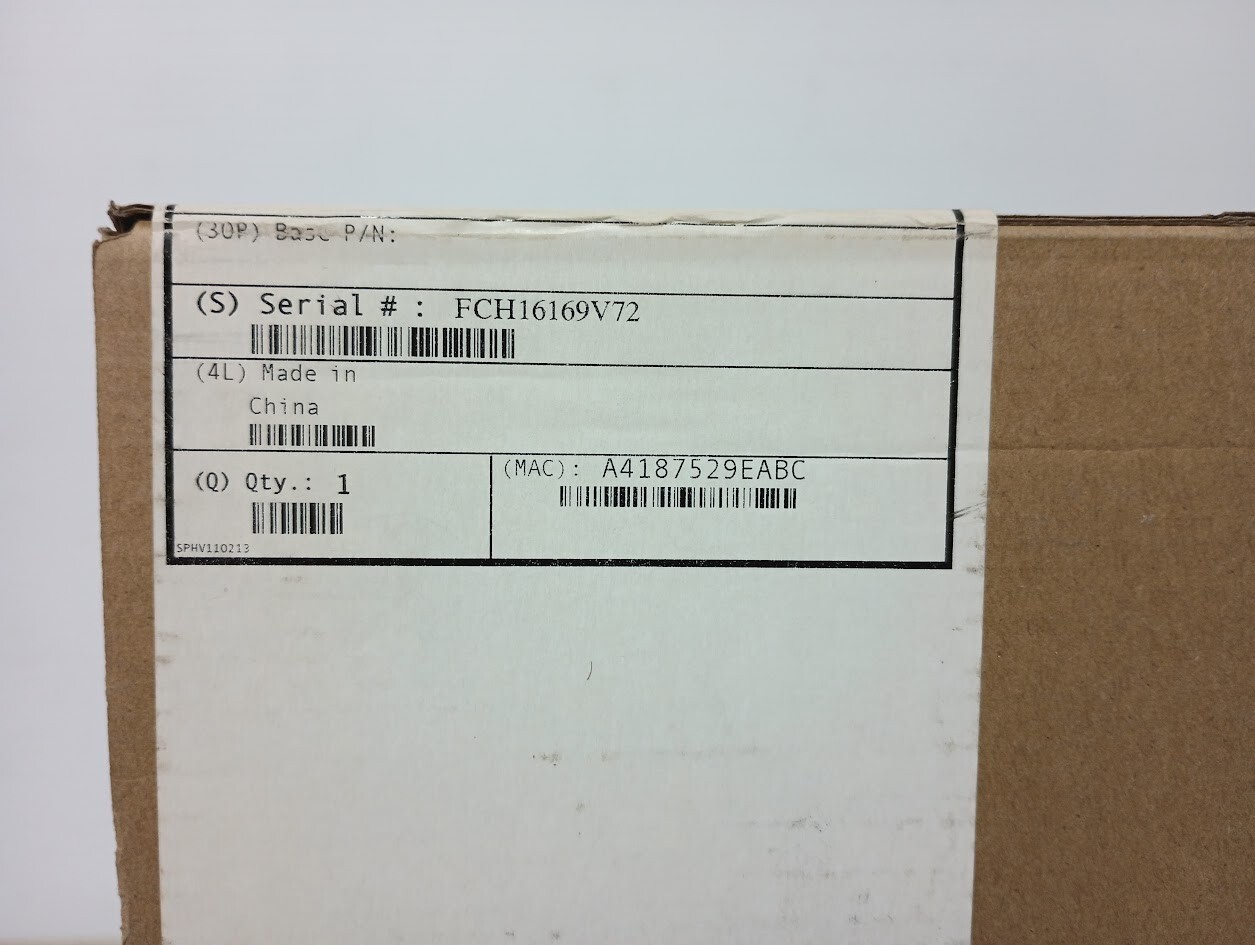 (30P) Base P/N:
(S) Serial # : FCH16169V72
(4L) Made in
China
(Q) Qty.: 1
(MAC): A4187529EABC
SPHV110213